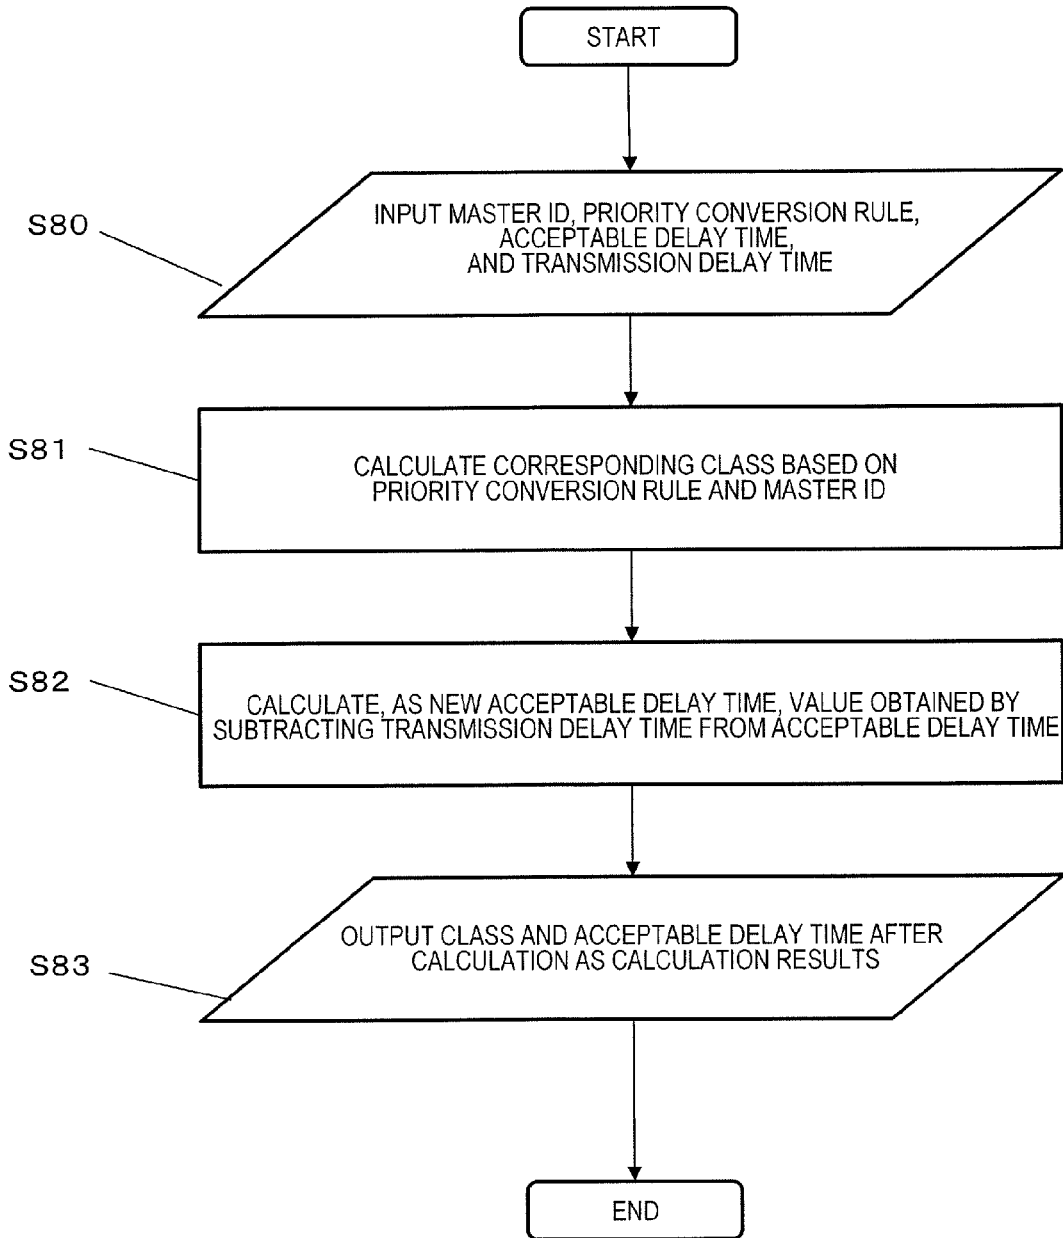 START
S80
INPUT MASTER ID, PRIORITY CONVERSION RULE,
ACCEPTABLE DELAY TIME,
AND TRANSMISSION DELAY TIME
S81
CALCULATE CORRESPONDING CLASS BASED ON
PRIORITY CONVERSION RULE AND MASTER ID
S82
CALCULATE, AS NEW ACCEPTABLE DELAY TIME, VALUE OBTAINED BY
SUBTRACTING TRANSMISSION DELAY TIME FROM ACCEPTABLE DELAY TIME
S83
OUTPUT CLASS AND ACCEPTABLE DELAY TIME AFTER
CALCULATION AS CALCULATION RESULTS
END